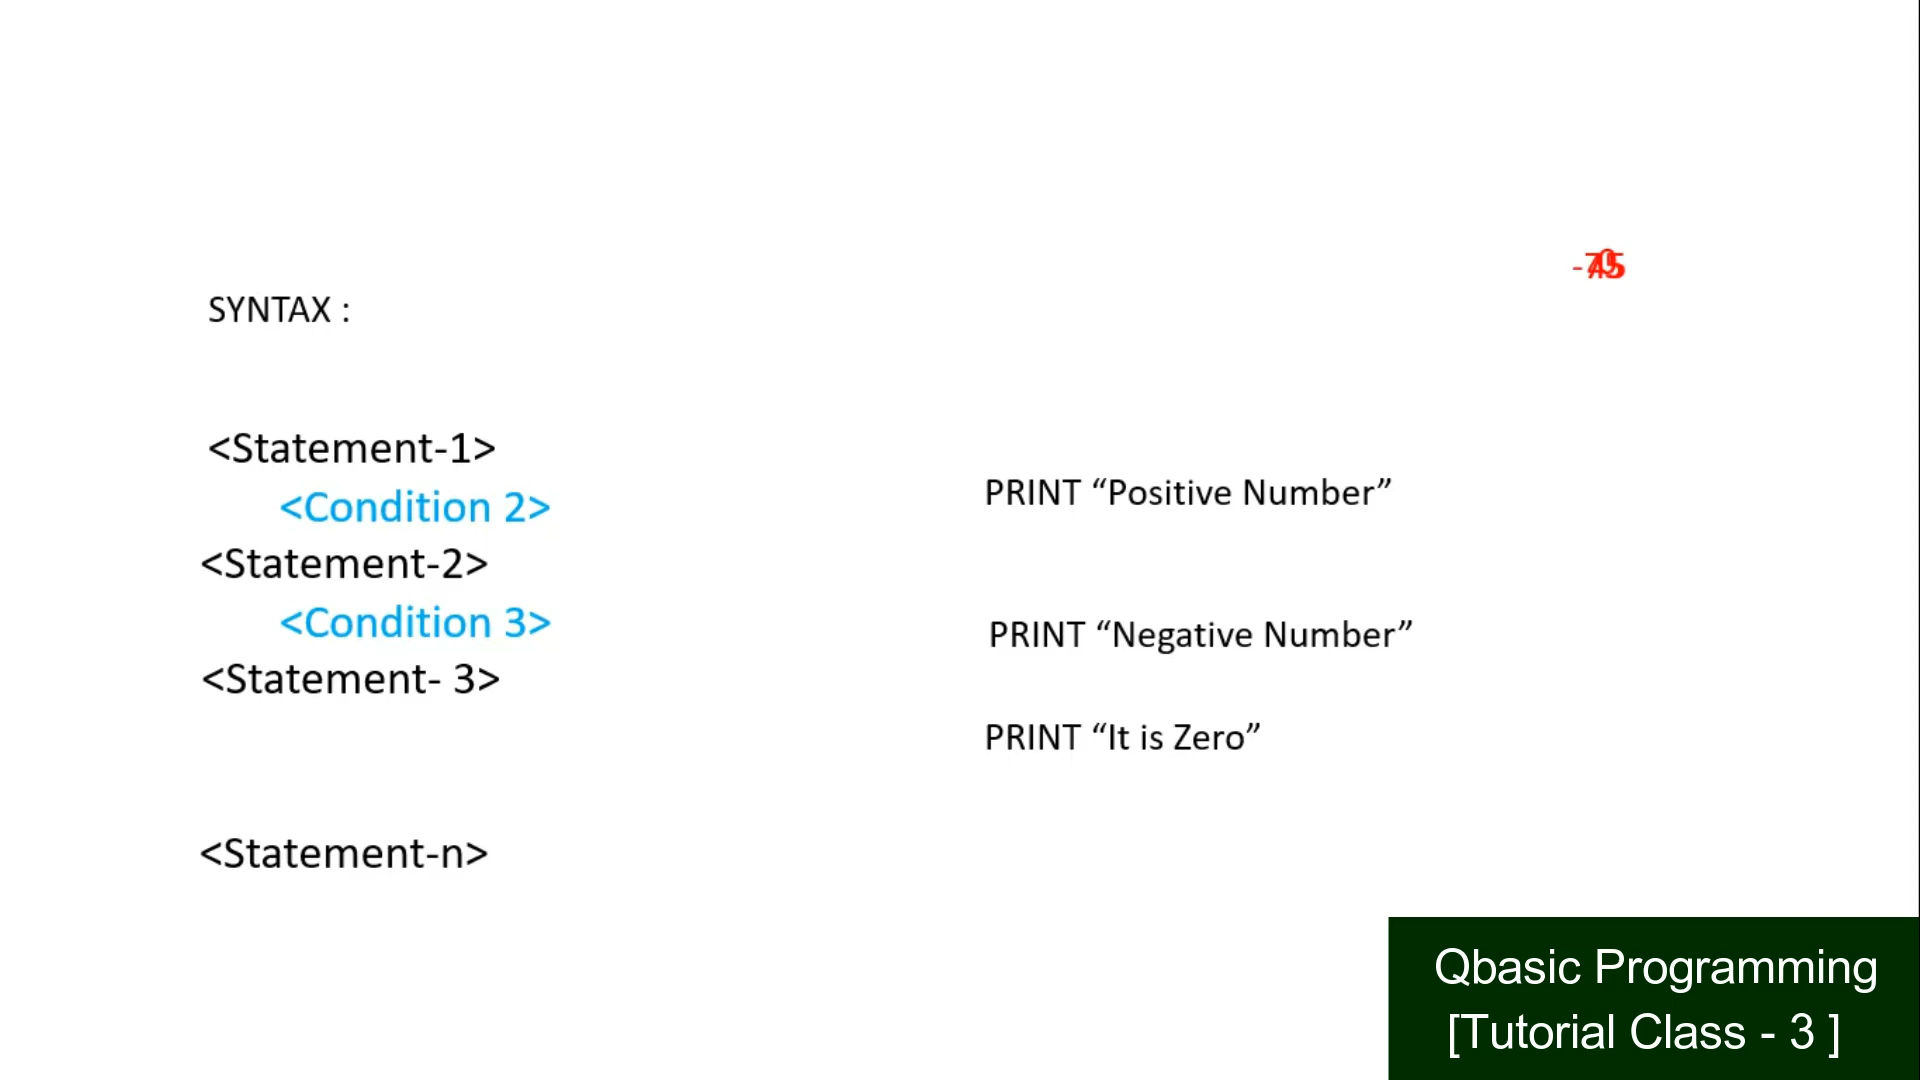 SYNTAX :
<Statement-1>
<Condition 2>
<Statement-2>
<Condition 3>
<Statement- 3>
<Statement-n>
PRINT “Positive Number”
PRINT “Negative Number”
PRINT “It is Zero”
Qbasic Programming
[Tutorial Class - 3 ]